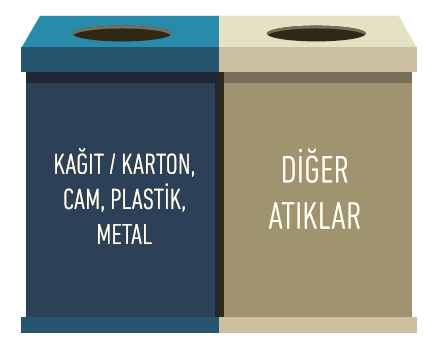 KAĞIT / KARTON,
CAM, PLASTİK,
METAL
DİĞER
ATIKLAR